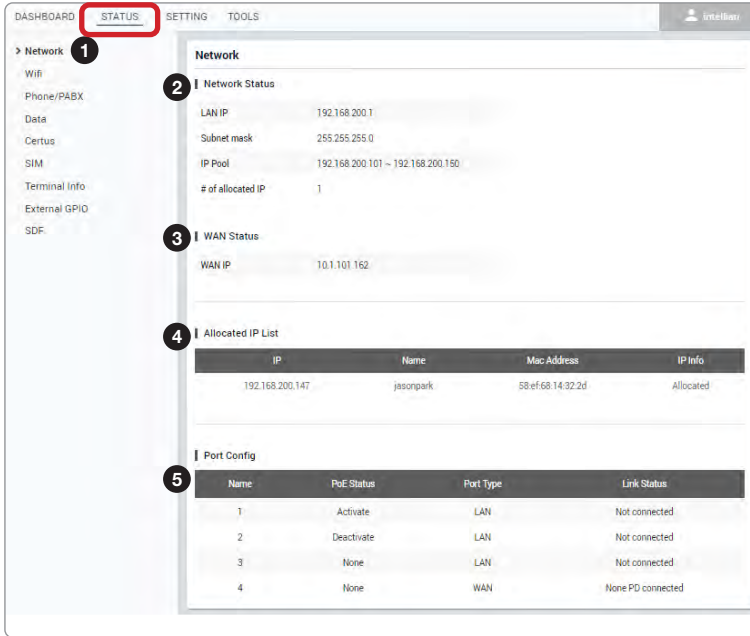 DASHBOARD STATUS SETTING TOOLS intellian
1
> Network
Wifi
Phone/PABX
Data
Certus
SIM
Terminal Info
External GPIO
SDF
Network
2 Network Status
LAN IP 192.168.200.1
Subnet mask 255.255.255.0
IP Pool 192.168.200.101 ~ 192.168.200.150
# of allocated IP 1
3 WAN Status
WAN IP 10.1.101.162
4 Allocated IP List
IP Name Mac Address IP Info
192.168.200.147 jasonpark 58:ef:68:14:32:2d Allocated
Port Config
5
Name PoE Status Port Type Link Status
1 Activate LAN Not connected
2 Deactivate LAN Not connected
3 None LAN Not connected
4 None WAN None PD connected